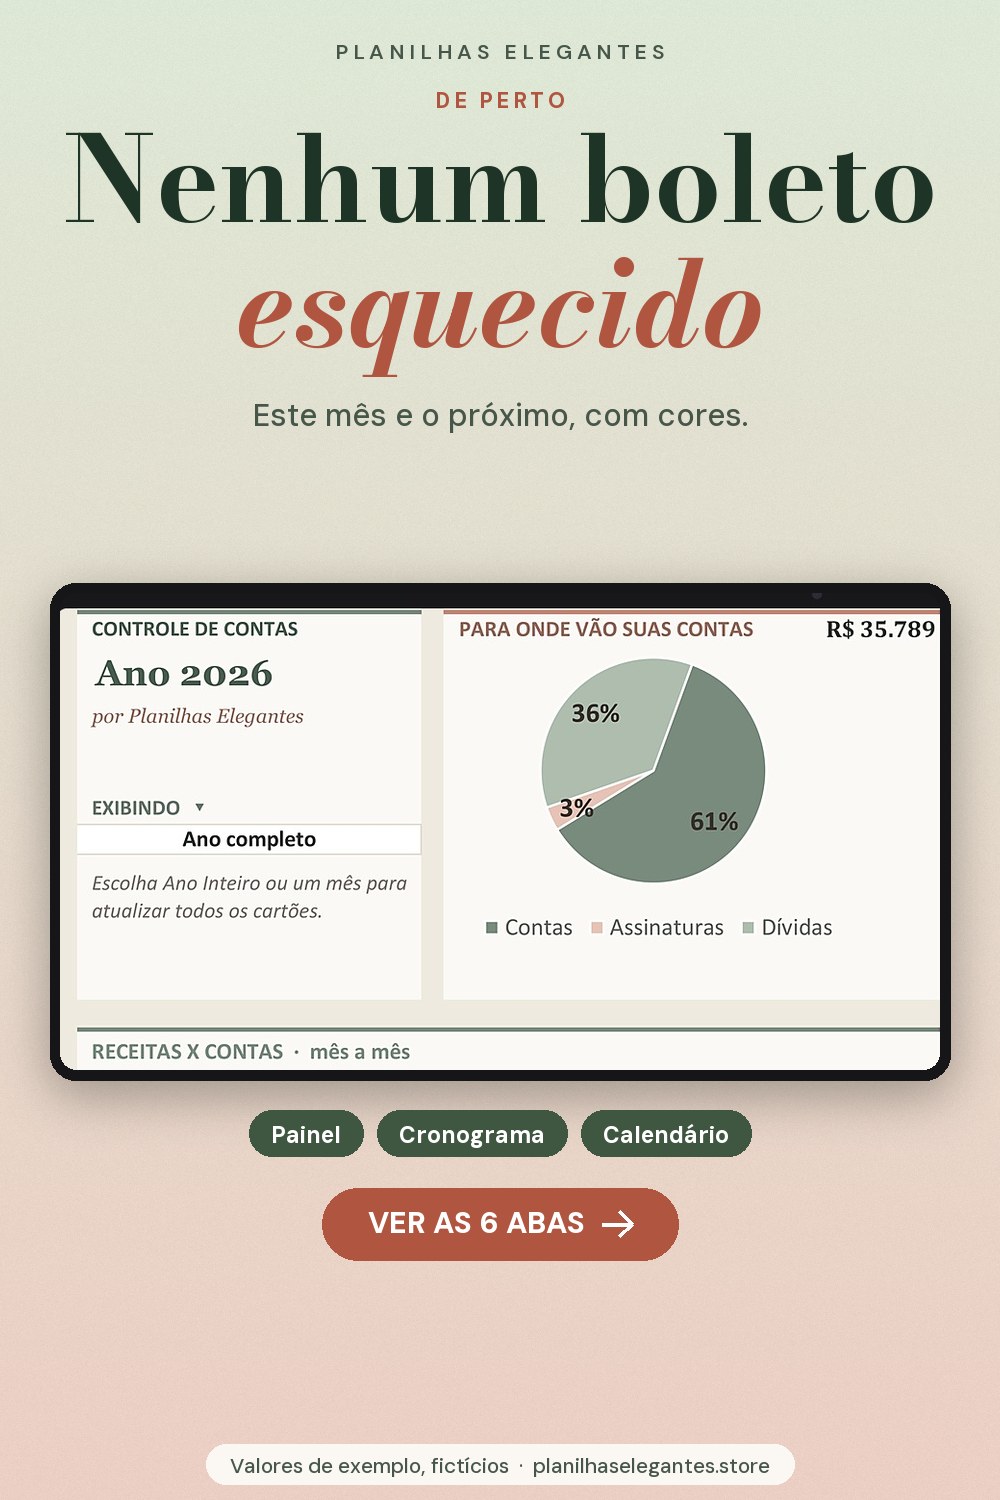 PLANILHAS ELEGANTES
DE PERTO
Nenhum boleto
esquecido
Este mês e o próximo, com cores.
CONTROLE DE CONTAS
Ano 2026
por Planilhas Elegantes
EXIBINDO ▼
Ano completo
Escolha Ano Inteiro ou um mês para
atualizar todos os cartões.
PARA ONDE VÃO SUAS CONTAS R$ 35.789
36%
3%
61%
Contas Assinaturas Dívidas
RECEITAS X CONTAS · mês a mês
Painel Cronograma Calendário
VER AS 6 ABAS →
Valores de exemplo, fictícios · planilhaselegantes.store